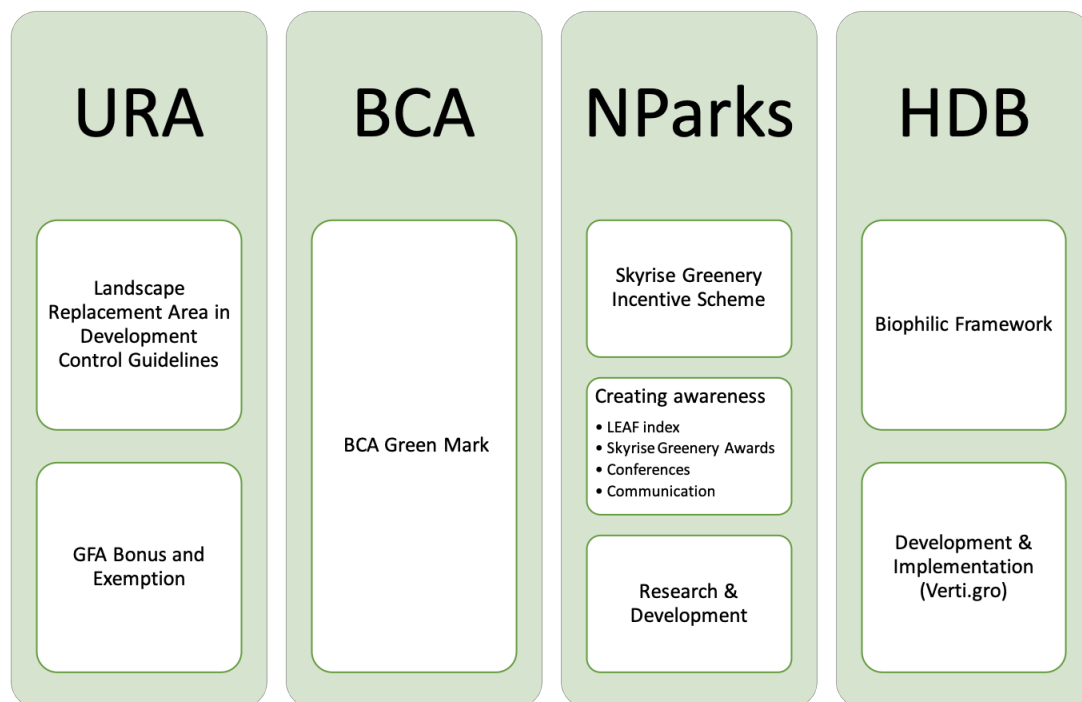 URA
Landscape
Replacement Area in
Development
Control Guidelines
GFA Bonus and
Exemption
BCA
BCA Green Mark
NParks
Skyrise Greenery
Incentive Scheme
Creating awareness
• LEAF index
• Skyrise Greenery Awards
• Conferences
• Communication
Research &
Development
HDB
Biophilic Framework
Development &
Implementation
(Verti.gro)